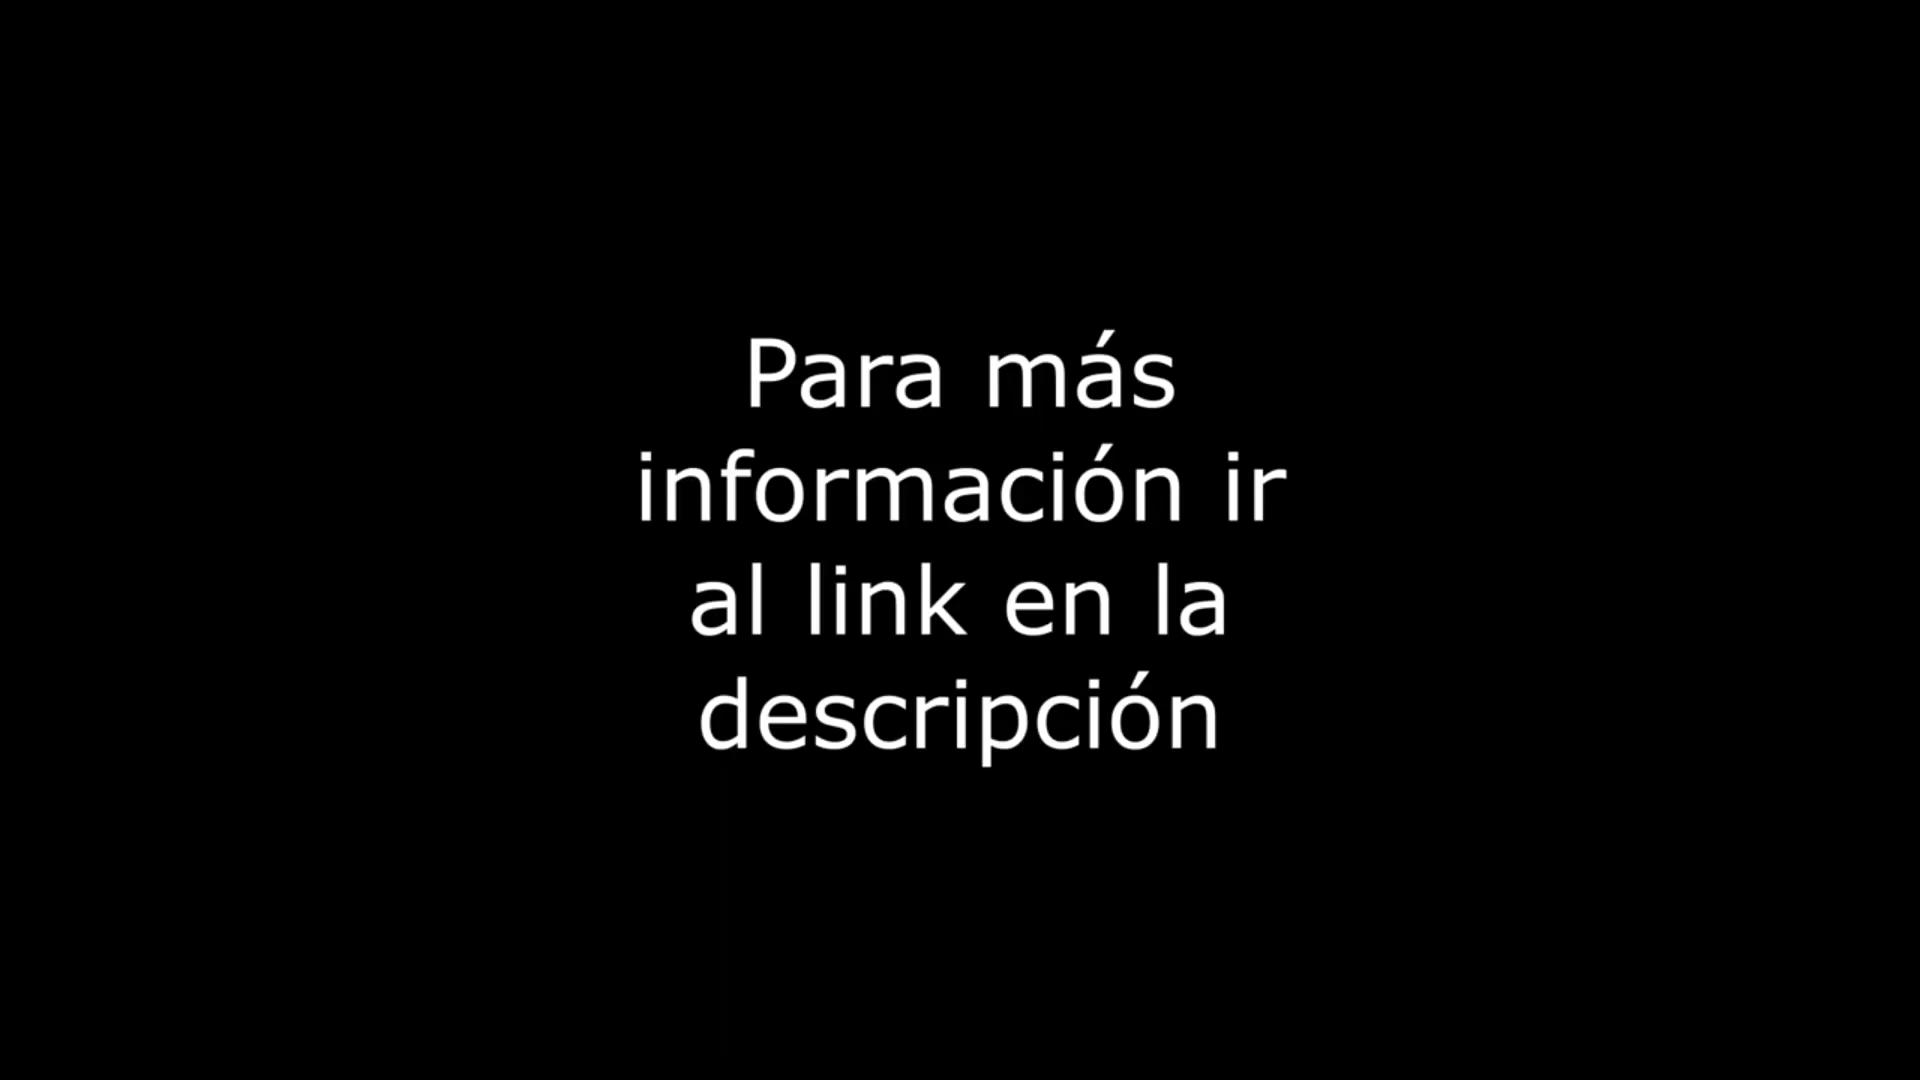 Para más
información ir
al link en la
descripción